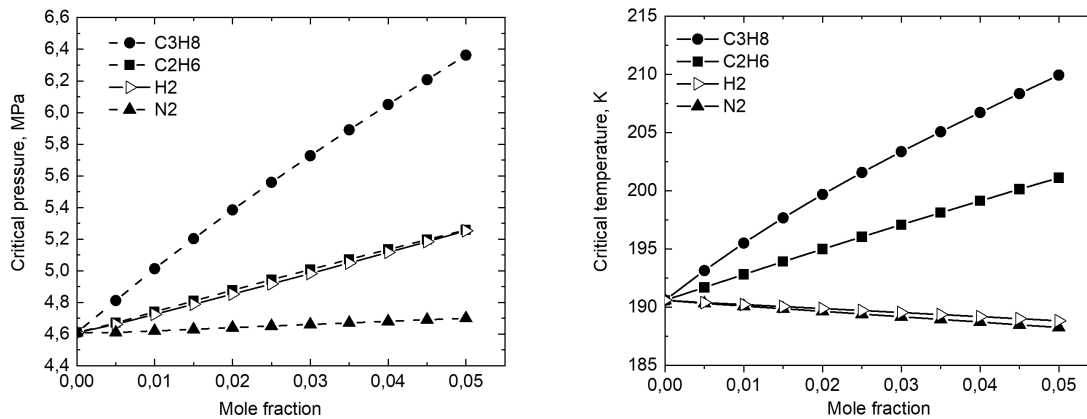 6,6
6,4
6,2
6,0
5,8
5,6
5,4
5,2
5,0
4,8
4,6
4,4
Critical pressure, MPa
C3H8
C2H6
H2
N2
0,00 0,01 0,02 0,03 0,04 0,05
Mole fraction
215
210
205
200
195
190
185
Critical temperature, K
C3H8
C2H6
H2
N2
0,00 0,01 0,02 0,03 0,04 0,05
Mole fraction